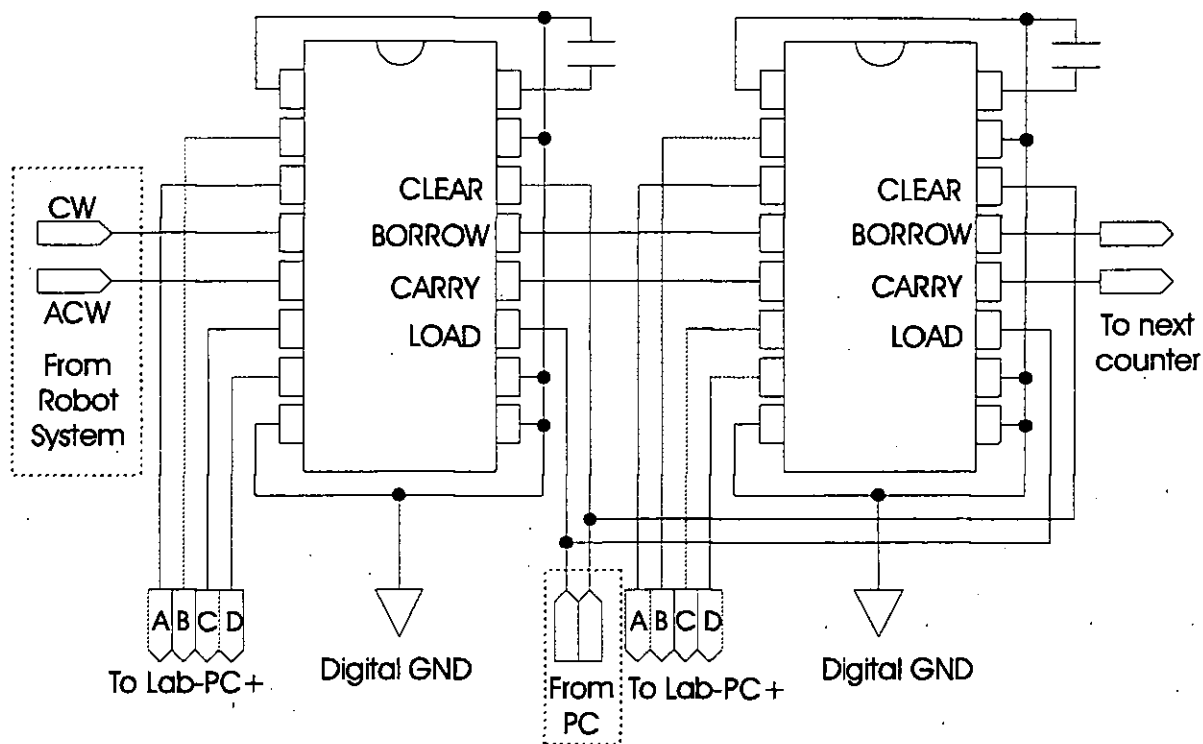 CLEAR
BORROW
CARRY
LOAD
CLEAR
BORROW
CARRY
LOAD
CW
ACW
From
Robot
System
To next
counter
A B C D
To Lab-PC+
Digital GND
From
PC
A B C D
To Lab-PC+
Digital GND